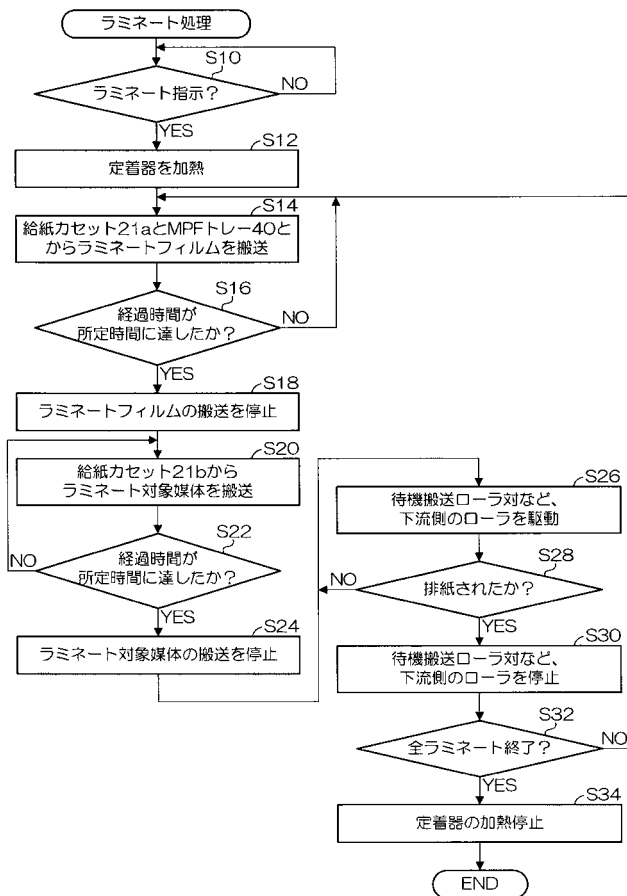 ラミネート処理
S10
ラミネート指示？
NO
YES
S12
定着器を加熱
S14
給紙カセット21aとMPFトレー40と
からラミネートフィルムを搬送
S16
経過時間が
所定時間に達したか？
NO
YES
S18
ラミネートフィルムの搬送を停止
S20
給紙カセット21bから
ラミネート対象媒体を搬送
S22
経過時間が
所定時間に達したか？
NO
YES
S24
ラミネート対象媒体の搬送を停止
S26
待機搬送ローラ対など、
下流側のローラを駆動
S28
排紙されたか？
NO
YES
S30
待機搬送ローラ対など、
下流側のローラを停止
S32
全ラミネート終了？
NO
YES
S34
定着器の加熱停止
END